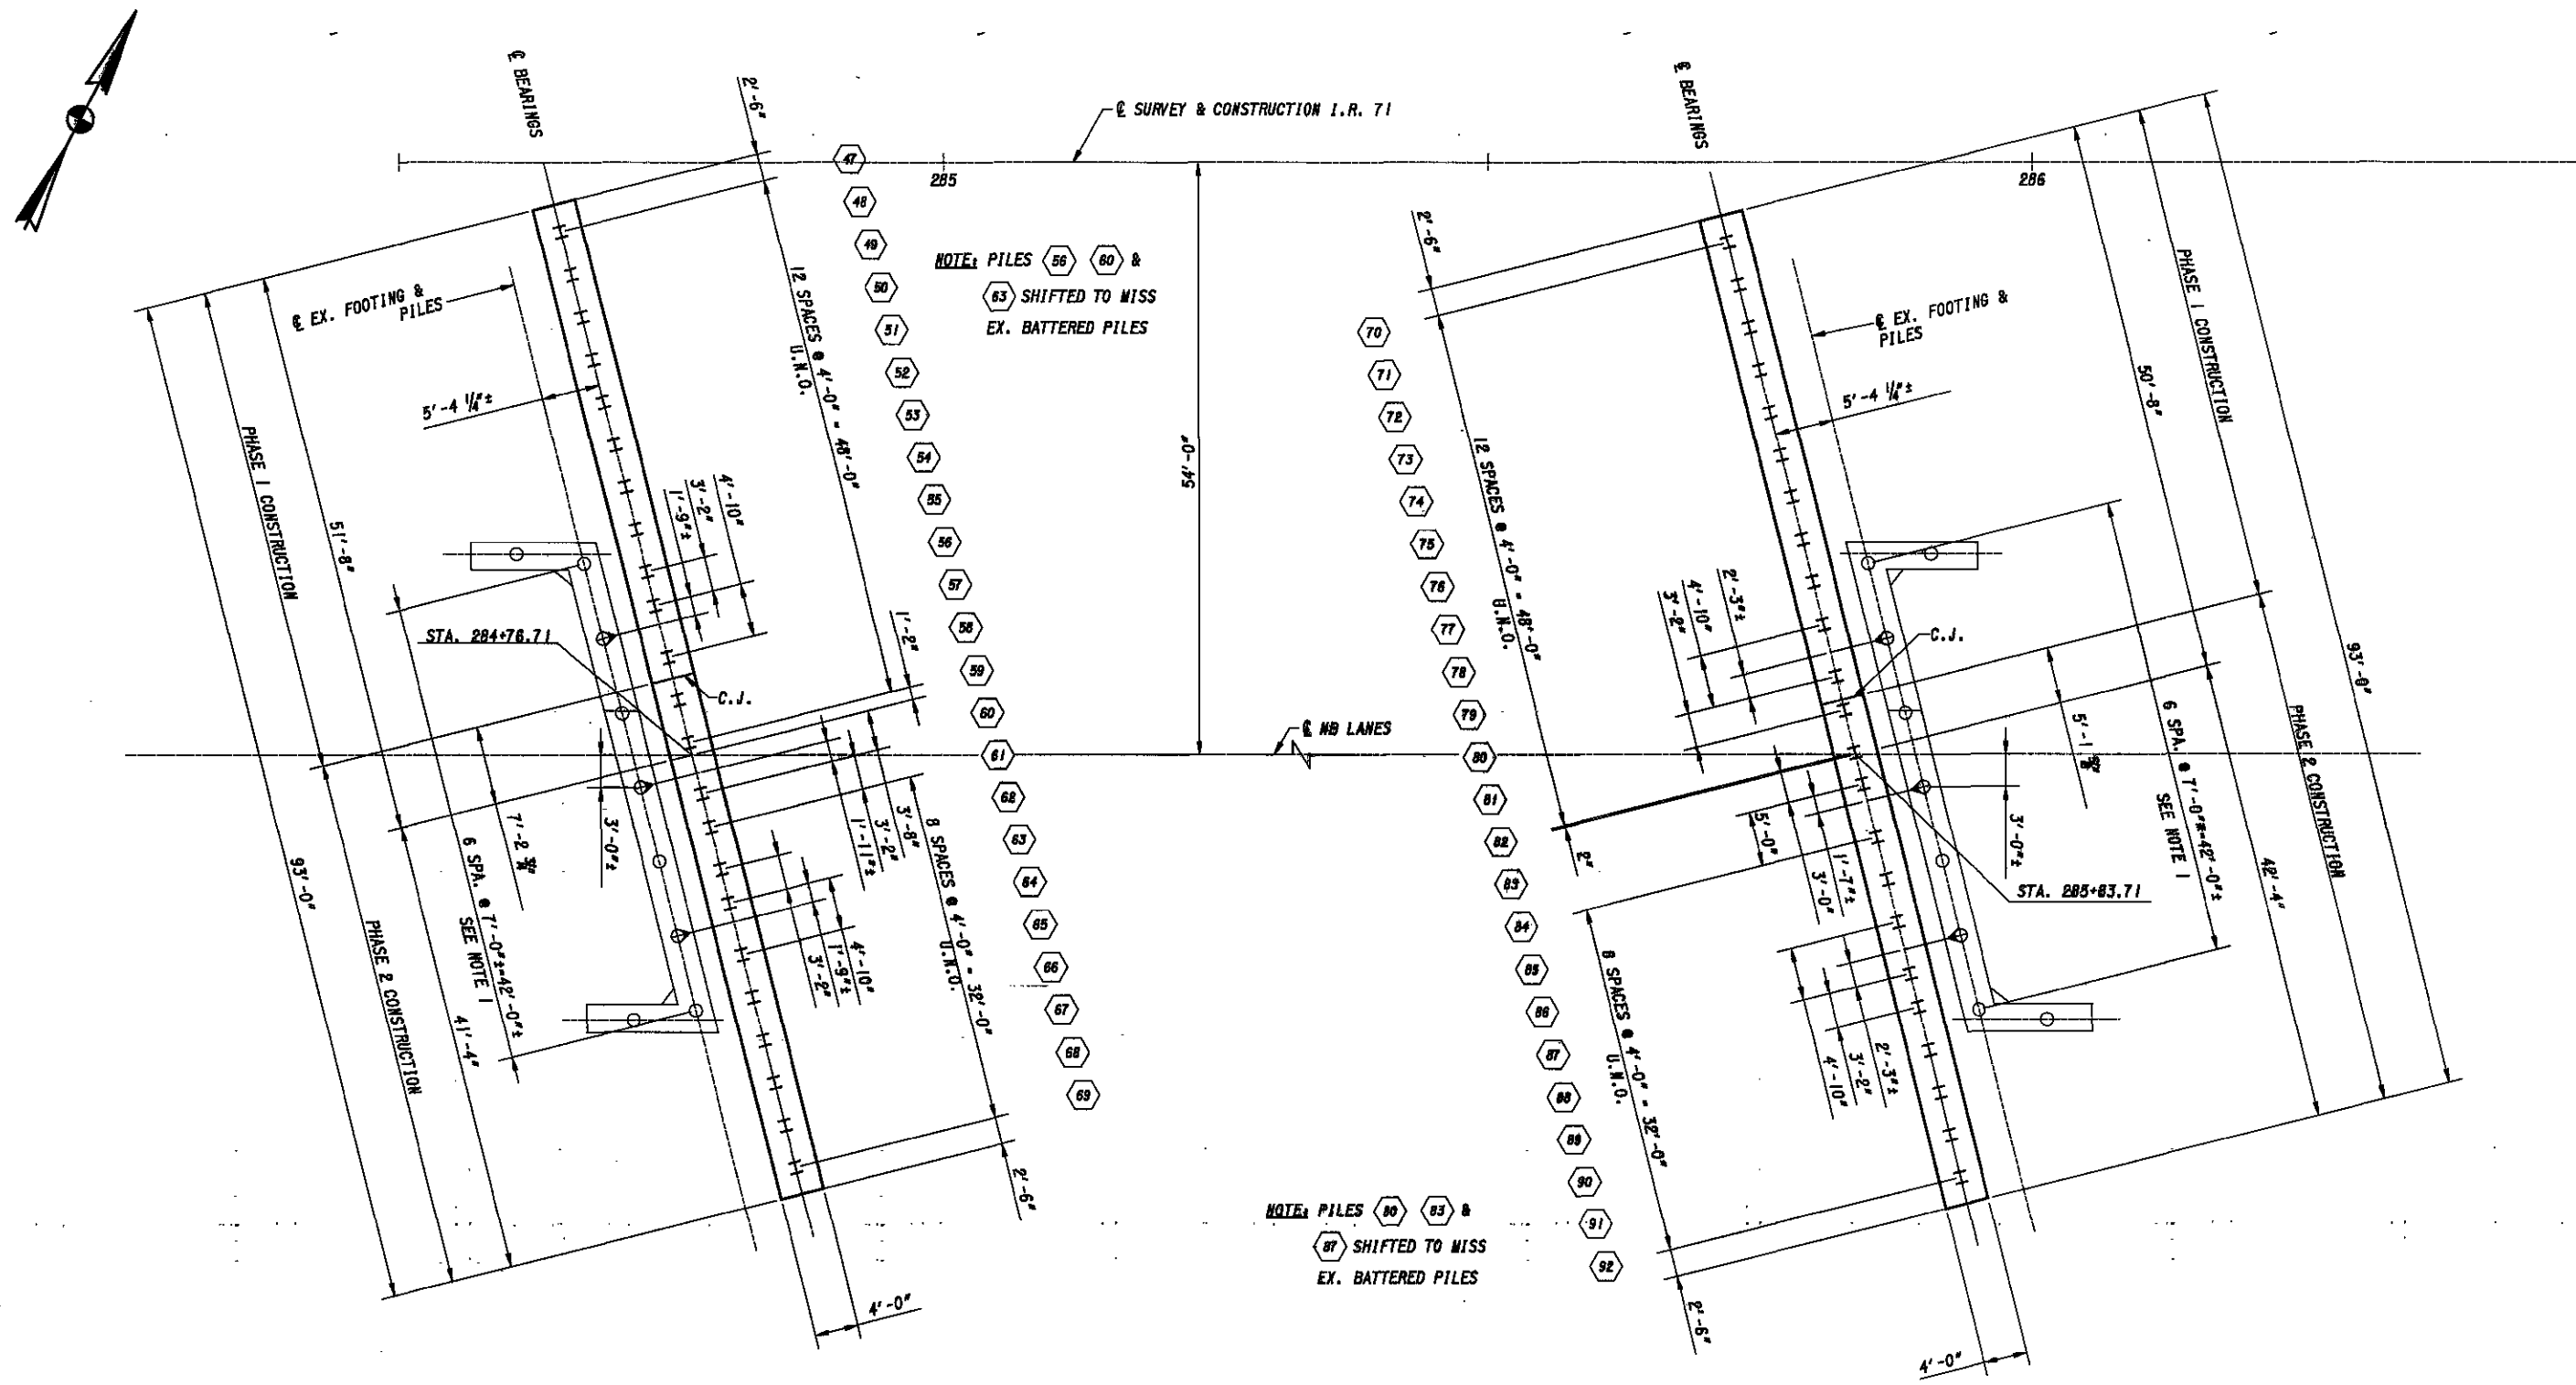 ℄ BEARINGS
2'-6"
℄ SURVEY & CONSTRUCTION I.R. 71
℄ BEARINGS
285
286
47
48
49
50
51
52
53
54
55
56
57
58
59
60
61
62
63
64
65
66
67
68
69
NOTE: PILES 56 60 &
63 SHIFTED TO MISS
EX. BATTERED PILES
℄ EX. FOOTING &
PILES
12 SPACES @ 4'-0" = 48'-0"
U.N.O.
5'-4 1/4"±
PHASE 1 CONSTRUCTION
51'-8"
1'-9"±
3'-2"
4'-10"
1'-2"
STA. 284+76.71
C.J.
54'-0"
℄ NB LANES
93'-0"
PHASE 2 CONSTRUCTION
41'-4"
6 SPA. @ 7'-0"±=42'-0"±
SEE NOTE 1
7'-2
3'-0"±
1'-11"±
3'-2"
3'-8"
8 SPACES @ 4'-0" = 32'-0"
U.N.O.
3'-2"
1'-9"±
4'-10"
2'-6"
4'-0"
2'-6"
70
71
72
73
74
75
76
77
78
79
80
81
82
83
84
85
86
87
88
89
90
91
92
12 SPACES @ 4'-0" = 48'-0"
U.N.O.
℄ EX. FOOTING &
PILES
5'-4 1/4"±
PHASE 1 CONSTRUCTION
50'-8"
3'-2"
4'-10"
2'-3"±
C.J.
93'-0"
5'-1
6 SPA. @ 7'-0"±=42'-0"±
SEE NOTE 1
PHASE 2 CONSTRUCTION
42'-4"
3'-0"±
STA. 285+83.71
2"
5'-0"
3'-0"
1'-7"±
8 SPACES @ 4'-0" = 32'-0"
U.N.O.
4'-10"
3'-2"
2'-3"±
NOTE: PILES 80 83 &
87 SHIFTED TO MISS
EX. BATTERED PILES
2'-6"
4'-0"